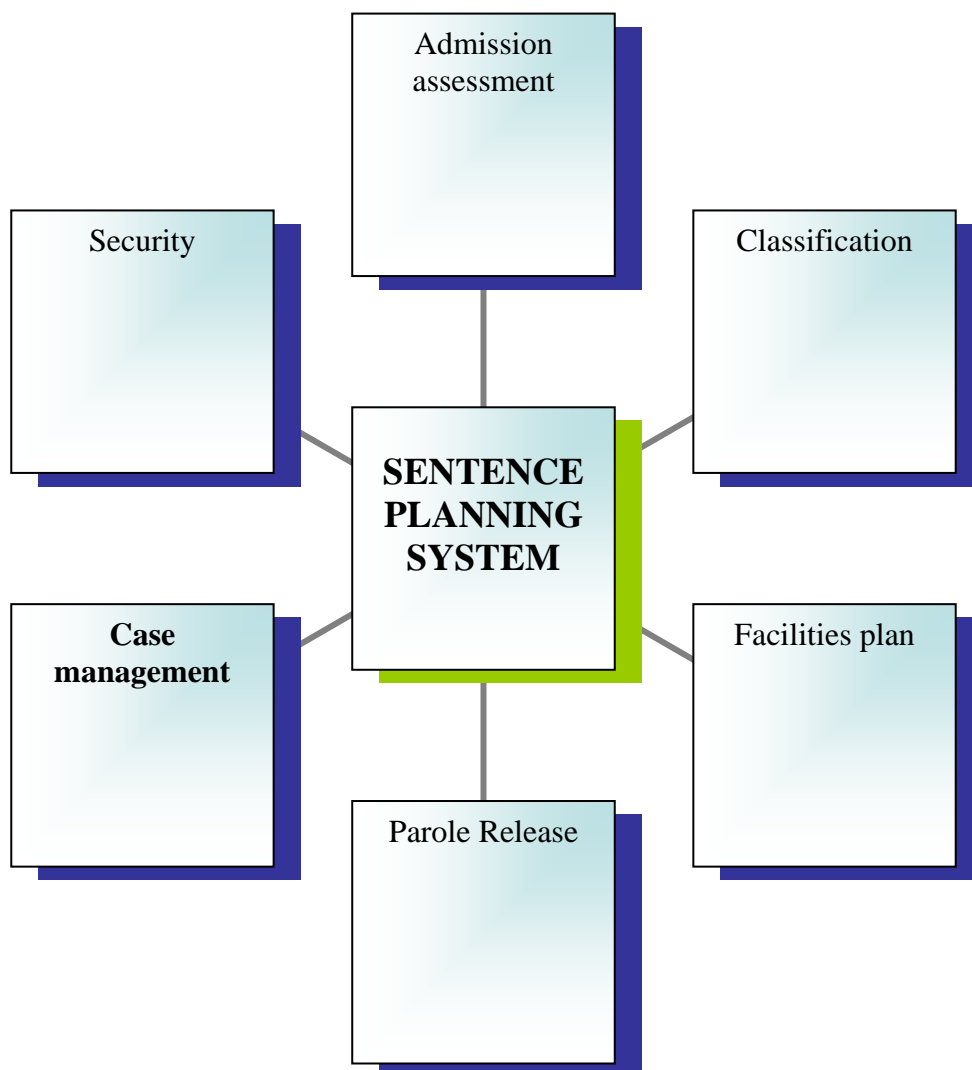 Admission
assessment
Security
Classification
SENTENCE
PLANNING
SYSTEM
Case
management
Facilities plan
Parole Release